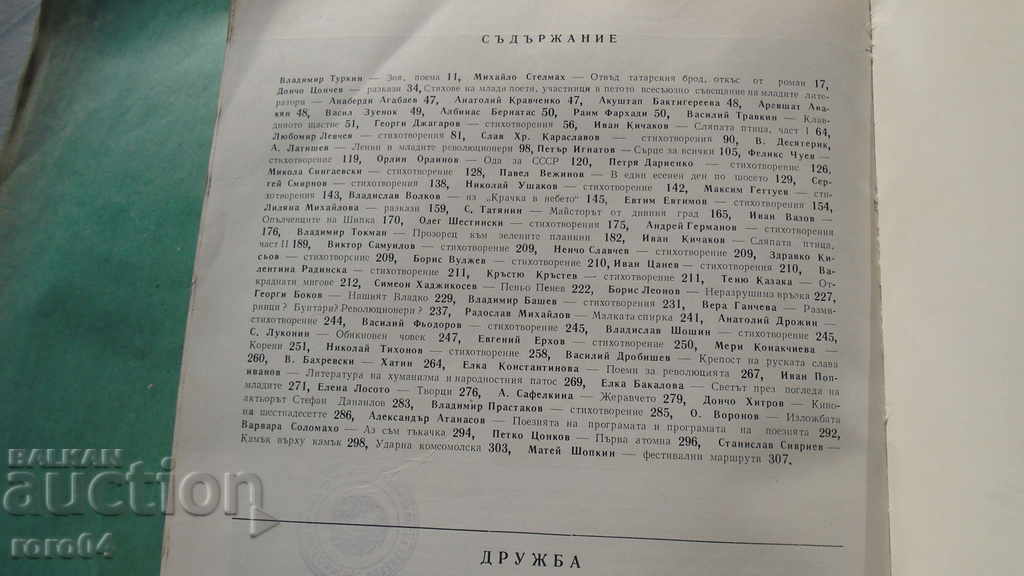 СЪДЪРЖАНИЕ
Владимир Туркин — Зоя, поема 11, Михайло Стелмах — Отвъд татарския брод, откъс от роман 17,
Дончо Цончев — разкази 34, Стихове на млади поети, участници в петото всесъюзно съвещание на младите лите-
ратори — Анаберди Агабаев 47, Анатолий Кравченко 47, Акуштап Бактигереева 48, Аревшат Ава-
кян 48, Васил Зуенок 49, Албинас Бернатас 50, Раим Фархади 50, Василий Травкин — Клав-
диното щастие 51, Георги Джагаров — стихотворения 56, Иван Кичаков — Сляпата птица, част I 64,
Любомир Левчев — стихотворения 81, Слав Хр. Караславов — стихотворения 90, В. Десятерик,
А. Латишев — Ленин и младите революционери 98, Петър Игнатов — Сърце за всички 105, Феликс Чуев —
стихотворение 119, Орлин Орлинов — Ода за СССР 120, Петря Дариенко — стихотворение 126,
Микола Сингаевски — стихотворение 128, Павел Вежинов — В един есенен ден по шосето 129, Сер-
гей Смирнов — стихотворения 138, Николай Ушаков — стихотворение 142, Максим Геттуев — сти-
хотворения 143, Владислав Волков — из „Крачка в небето" 145, Евтим Евтимов — стихотворения 154,
Лиляна Михайлова — разкази 159, С. Татянин — Майсторът от дивния град 165, Иван Вазов —
Опълченците на Шипка 170, Олег Шестински — стихотворения 175, Андрей Германов — стихотворения
176, Владимир Токман — Прозорец към зелените планини 182, Иван Кичаков — Сляпата птица,
част II 189, Виктор Самуилов — стихотворение 209, Ненчо Славчев — стихотворение 209, Здравко Ки-
сьов — стихотворение 209, Борис Вулжев — стихотворение 210, Иван Цанев — стихотворения 210, Ва-
лентина Радинска — стихотворение 211, Кръстю Кръстев — стихотворение 211, Теню Казака — От-
краднати мигове 212, Симеон Хаджикосев — Пеньо Пенев 222, Борис Леонов — Неразрушима връзка 227,
Георги Боков — Нашият Владко 229, Владимир Башев — стихотворения 231, Вера Ганчева — Разми-
рници? Бунтари? Революционери? 237, Радослав Михайлов — Малката спирка 241, Анатолий Дрожин —
стихотворение 244, Василий Фьодоров — стихотворение 245, Владислав Шошин — стихотворение 245,
С. Луконин — Обикновен човек 247, Евгений Ерхов — стихотворение 250, Мери Конакчиева —
Корени 251, Николай Тихонов — стихотворение 258, Василий Дробишев — Крепост на руската слава
260, В. Бахревски — Хатин 264, Елка Константинова — Поеми за революцията 267, Иван Поп-
иванов — Литература на хуманизма и народностния патос 269, Елка Бакалова — Светът през погледа на
младите 271, Елена Лосото — Творци 276, А. Сафелкина — Жеравчето 279, Дончо Хитров — Кино-
актьорът Стефан Данаилов 283, Владимир Прастаков — стихотворение 285, О. Воронов — Изложбата
на шестнадесетте 286, Александър Атанасов — Поезията на програмата и програмата на поезията 292,
Варвара Соломахо — Аз съм тъкачка 294, Петко Цонков — Първа атомна 296, Станислав Сивриев —
Камък върху камък 298, Ударна комсомолска 303, Матей Шопкин — фестивални маршрути 307.
ДРУЖБА
BALKAN
auction
roro04